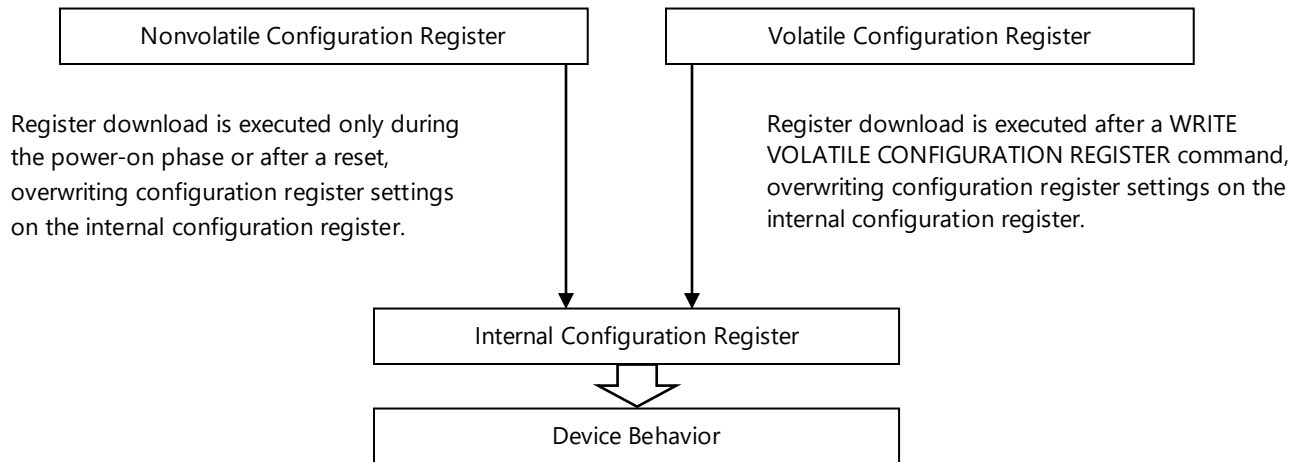 Nonvolatile Configuration Register
Volatile Configuration Register
Register download is executed only during
the power-on phase or after a reset,
overwriting configuration register settings
on the internal configuration register.
Register download is executed after a WRITE
VOLATILE CONFIGURATION REGISTER command,
overwriting configuration register settings on the
internal configuration register.
Internal Configuration Register
Device Behavior